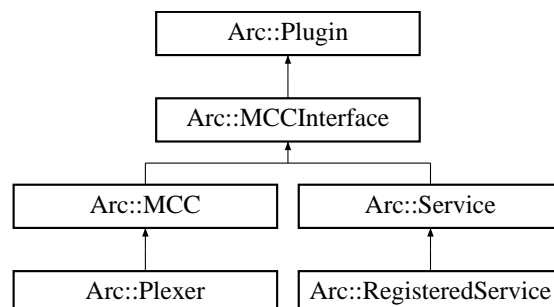 Arc::Plugin
Arc::MCCInterface
Arc::MCC
Arc::Service
Arc::Plexer
Arc::RegisteredService